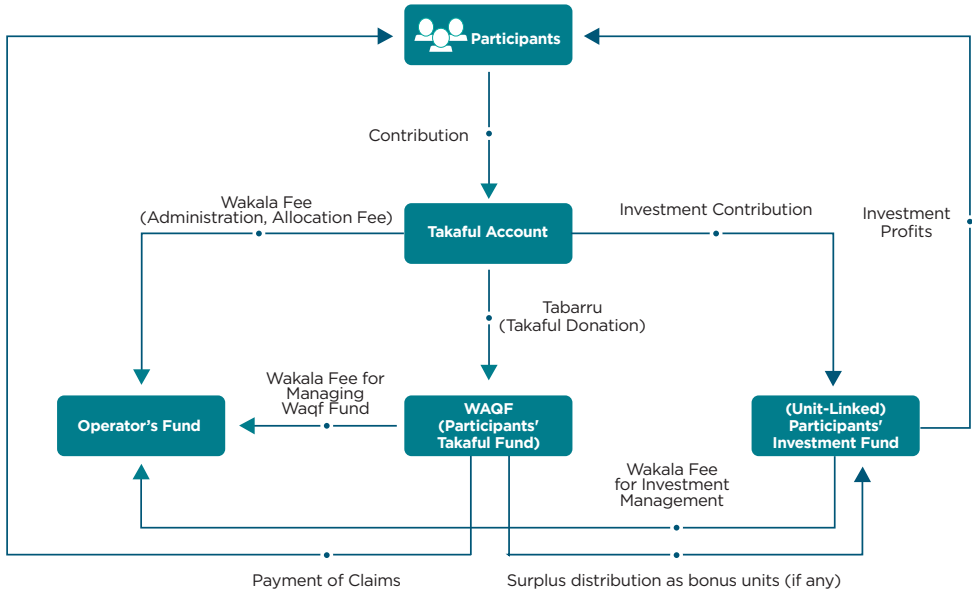 Participants
Contribution
Wakala Fee
(Administration, Allocation Fee)
Takaful Account
Investment Contribution
Investment
Profits
Tabarru
(Takaful Donation)
Wakala Fee for
Managing
Waqf Fund
Operator's Fund
WAQF
(Participants'
Takaful Fund)
(Unit-Linked)
Participants'
Investment Fund
Wakala Fee
for Investment
Management
Payment of Claims
Surplus distribution as bonus units (if any)